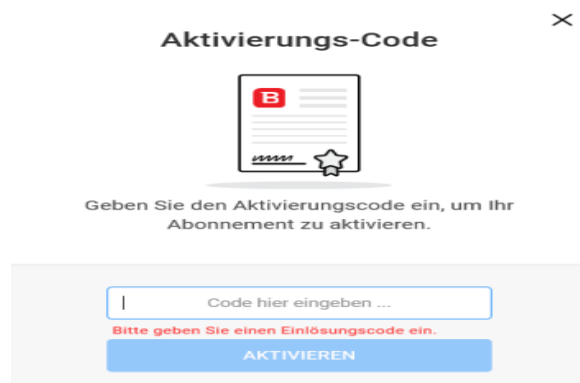 Aktivierungs-Code
B
Geben Sie den Aktivierungscode ein, um Ihr
Abonnement zu aktivieren.
Code hier eingeben ...
Bitte geben Sie einen Einlösungscode ein.
AKTIVIEREN